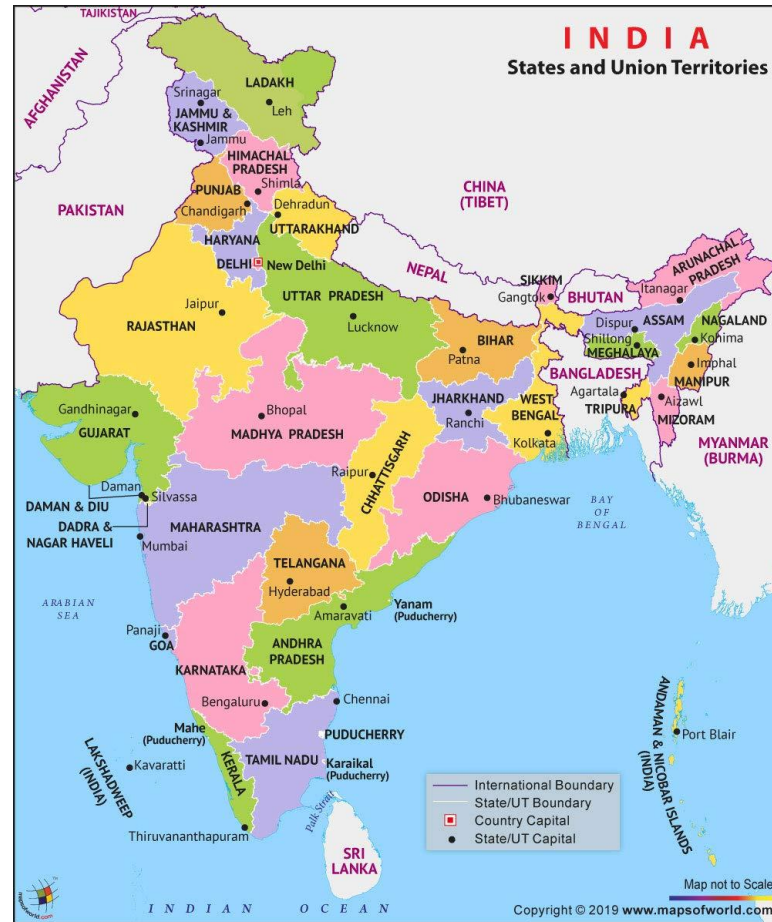 TAJIKISTAN
INDIA
States and Union Territories
AFGHANISTAN
LADAKH
Srinagar
Leh
JAMMU &
KASHMIR
Jammu
HIMACHAL
PRADESH
Shimla
CHINA
(TIBET)
PAKISTAN
PUNJAB
Chandigarh
Dehradun
UTTARAKHAND
HARYANA
DELHI
New Delhi
NEPAL
ARUNACHAL
PRADESH
Itanagar
SIKKIM
Gangtok
BHUTAN
Jaipur
RAJASTHAN
UTTAR PRADESH
Lucknow
Dispur
ASSAM
NAGALAND
Shillong
Kohima
MEGHALAYA
BIHAR
Patna
Imphal
MANIPUR
BANGLADESH
Agartala
TRIPURA
Aizawl
MIZORAM
JHARKHAND
Ranchi
WEST
BENGAL
Kolkata
Gandhinagar
GUJARAT
Bhopal
MADHYA PRADESH
MYANMAR
(BURMA)
Raipur
CHHATTISGARH
ODISHA
Bhubaneswar
Daman
Silvassa
DAMAN & DIU
DADRA &
NAGAR HAVELI
MAHARASHTRA
Mumbai
BAY
OF
BENGAL
TELANGANA
Hyderabad
ARABIAN
SEA
Amaravati
Yanam
(Puducherry)
Panaji
GOA
ANDHRA
PRADESH
KARNATAKA
Bengaluru
Chennai
Mahe
(Puducherry)
PUDUCHERRY
Karaikal
(Puducherry)
TAMIL NADU
KERALA
LAKSHADWEEP
(INDIA)
Kavaratti
Thiruvananthapuram
Palk Strait
SRI
LANKA
ANDAMAN & NICOBAR ISLANDS
(INDIA)
Port Blair
International Boundary
State/UT Boundary
Country Capital
State/UT Capital
Map not to Scale
INDIAN OCEAN
mapsofworld.com
Copyright © 2019 www.mapsofworld.com